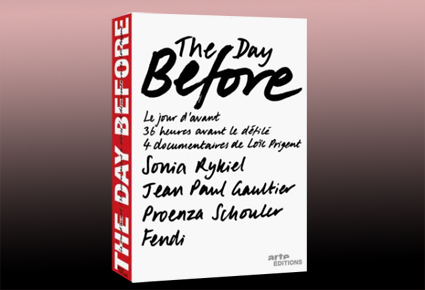 THE DAY BEFORE
The Day
Before
Le jour d'avant
36 heures avant le défilé
4 documentaires de Loïc Prigent
Sonia Rykiel
Jean Paul Gaultier
Proenza Schouler
Fendi
arte
EDITIONS